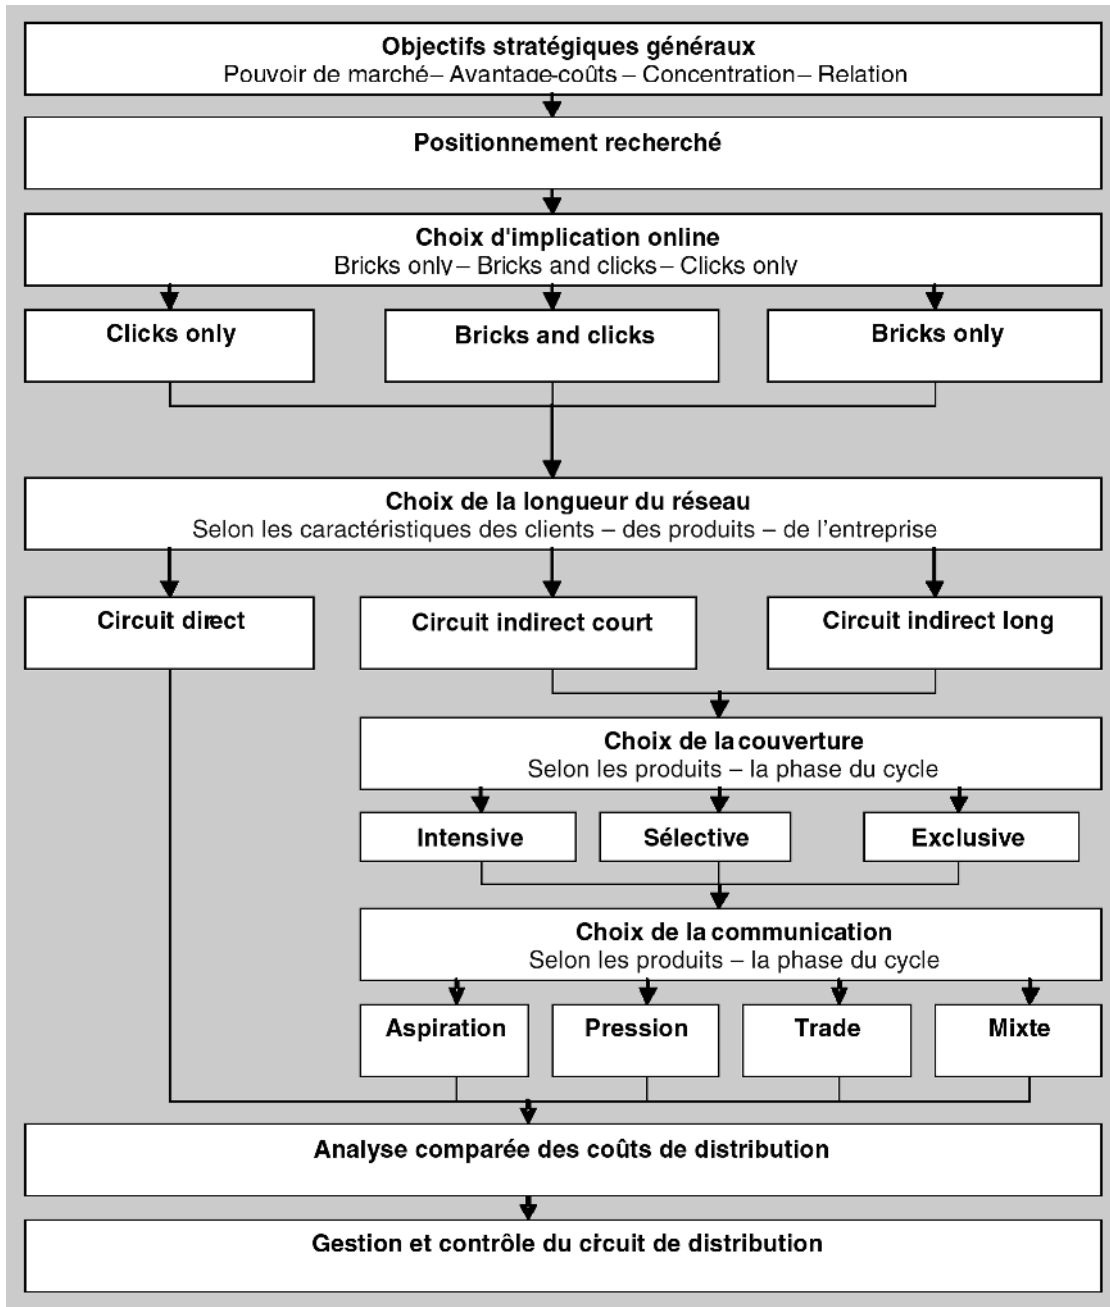 Objectifs stratégiques généraux
Pouvoir de marché – Avantage-coûts – Concentration – Relation
Positionnement recherché
Choix d'implication online
Bricks only – Bricks and clicks – Clicks only
Clicks only
Bricks and clicks
Bricks only
Choix de la longueur du réseau
Selon les caractéristiques des clients – des produits – de l'entreprise
Circuit direct
Circuit indirect court
Circuit indirect long
Choix de la couverture
Selon les produits – la phase du cycle
Intensive
Sélective
Exclusive
Choix de la communication
Selon les produits – la phase du cycle
Aspiration
Pression
Trade
Mixte
Analyse comparée des coûts de distribution
Gestion et contrôle du circuit de distribution